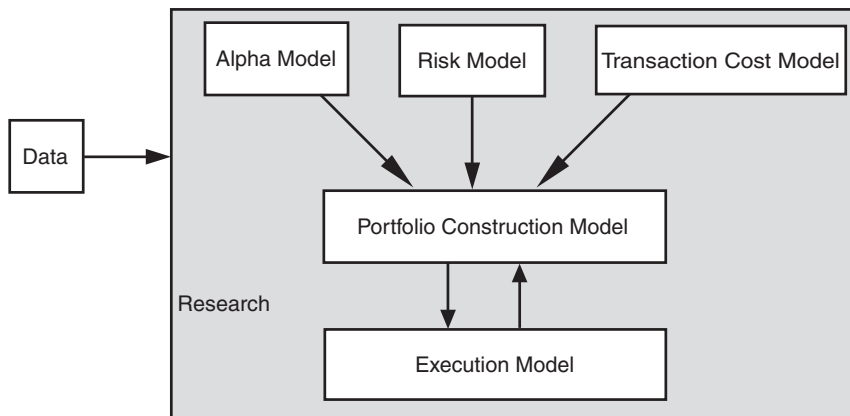 Alpha Model
Risk Model
Transaction Cost Model
Data
Portfolio Construction Model
Research
Execution Model